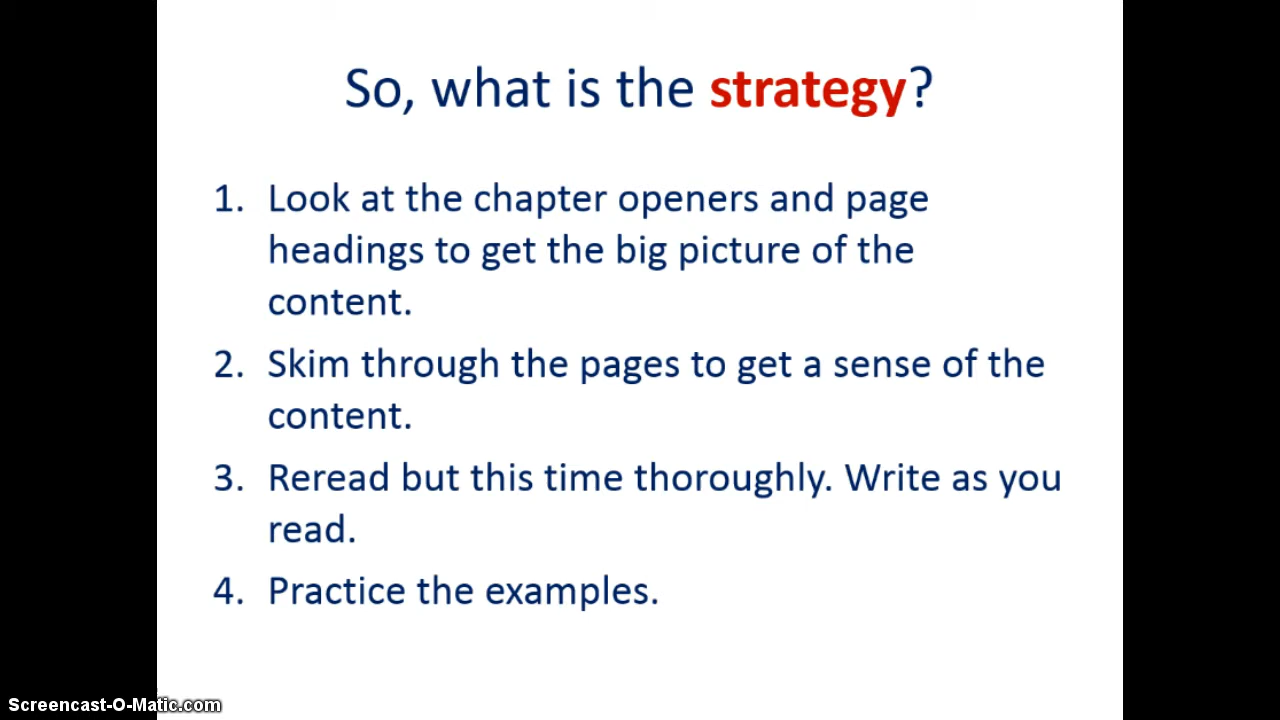 So, what is the strategy?
1. Look at the chapter openers and page
headings to get the big picture of the
content.
2. Skim through the pages to get a sense of the
content.
3. Reread but this time thoroughly. Write as you
read.
4. Practice the examples.
Screencast-O-Matic.com